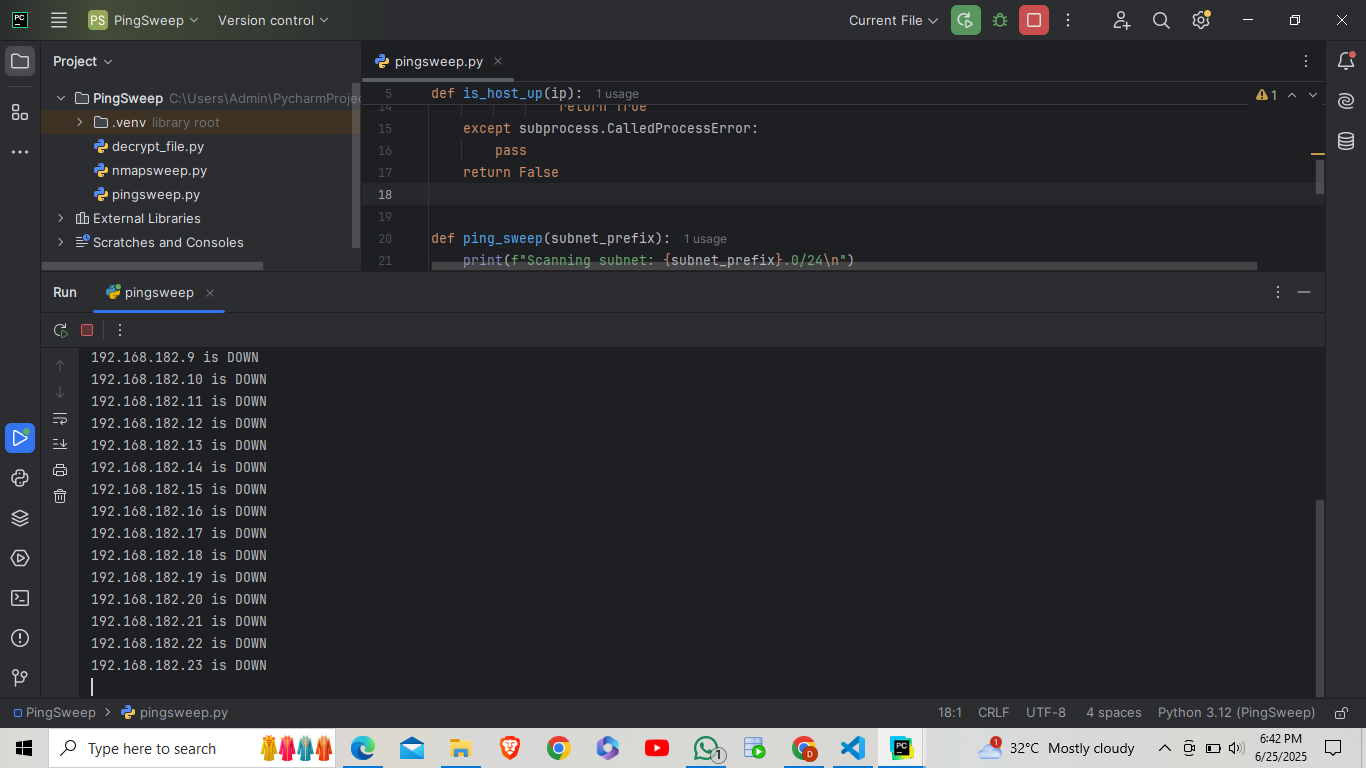 PC
PS PingSweep Version control Current File
Project
PingSweep C:\Users\Admin\PycharmProje
.venv library root
decrypt_file.py
nmapsweep.py
pingsweep.py
External Libraries
Scratches and Consoles
pingsweep.py
5 def is_host_up(ip): 1 usage
1
14 return True
15 except subprocess.CalledProcessError:
16 pass
17 return False
18
19
20 def ping_sweep(subnet_prefix): 1 usage
21 print(f"Scanning subnet: {subnet_prefix}.0/24\n")
Run pingsweep
192.168.182.9 is DOWN
192.168.182.10 is DOWN
192.168.182.11 is DOWN
192.168.182.12 is DOWN
192.168.182.13 is DOWN
192.168.182.14 is DOWN
192.168.182.15 is DOWN
192.168.182.16 is DOWN
192.168.182.17 is DOWN
192.168.182.18 is DOWN
192.168.182.19 is DOWN
192.168.182.20 is DOWN
192.168.182.21 is DOWN
192.168.182.22 is DOWN
192.168.182.23 is DOWN
PingSweep pingsweep.py 18:1 CRLF UTF-8 4 spaces Python 3.12 (PingSweep)
Type here to search 1 D PC 1 32°C Mostly cloudy 6:42 PM
6/25/2025